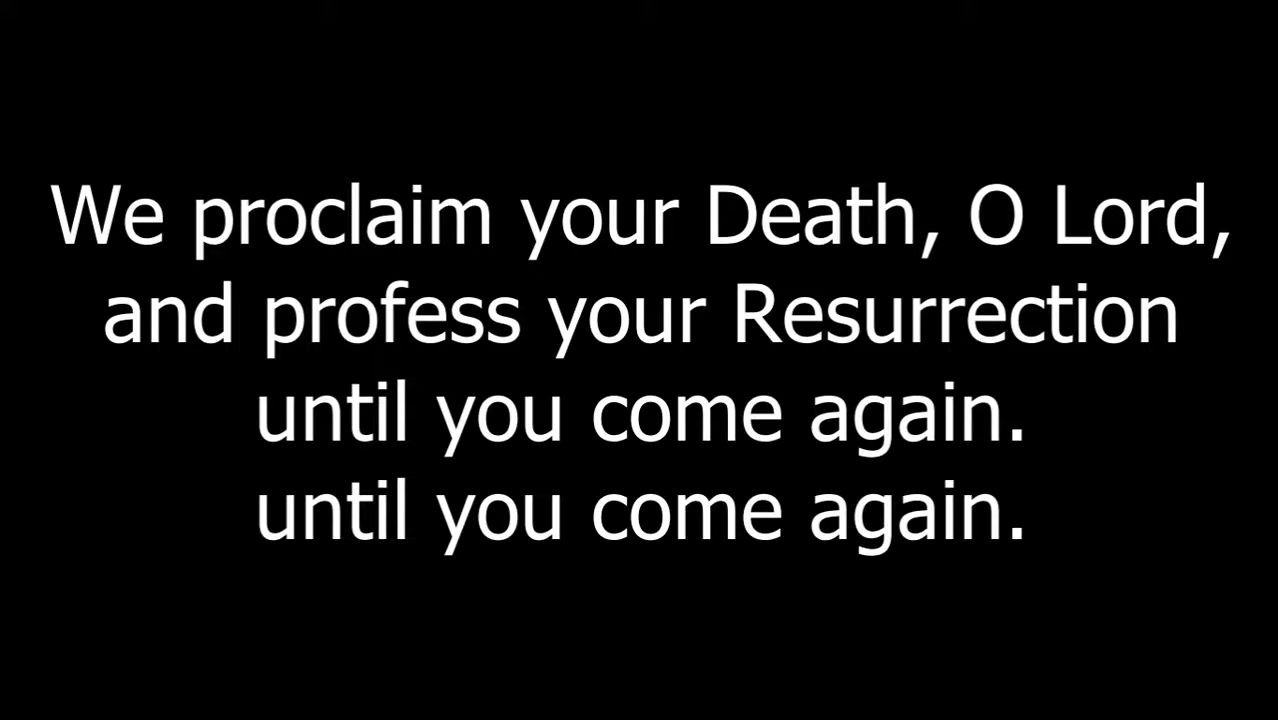 We proclaim your Death, O Lord,
and profess your Resurrection
until you come again.
until you come again.